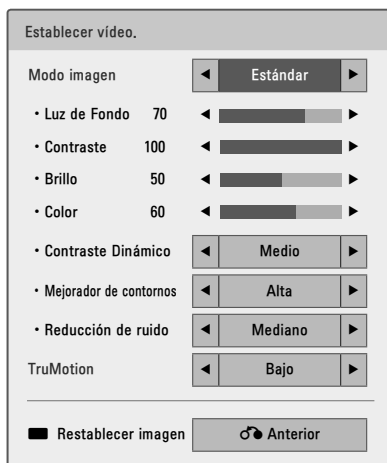 Establecer vídeo.
Modo imagen ◄ Estándar ►
• Luz de Fondo 70
• Contraste 100
• Brillo 50
• Color 60
• Contraste Dinámico ◄ Medio ►
• Mejorador de contornos ◄ Alta ►
• Reducción de ruido ◄ Mediano ►
TruMotion ◄ Bajo ►
Restablecer imagen Anterior